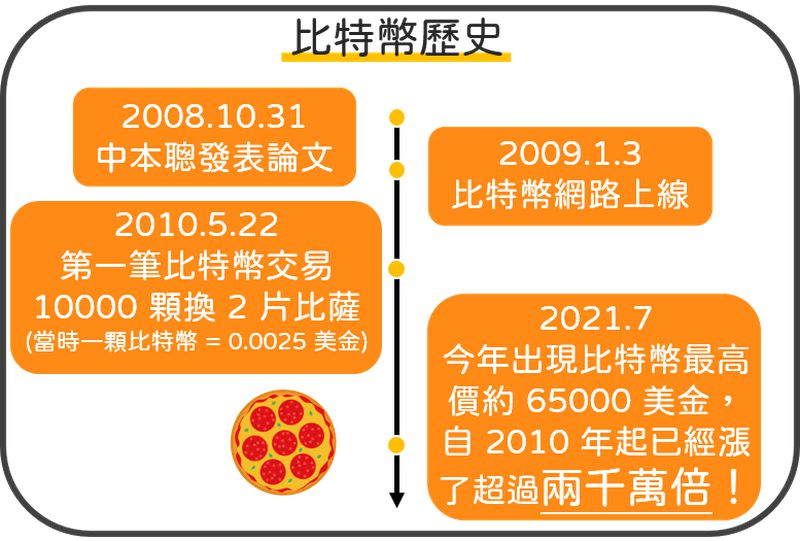 比特幣歷史
2008.10.31
中本聰發表論文
2009.1.3
比特幣網路上線
2010.5.22
第一筆比特幣交易
10000 顆換 2 片比薩
(當時一顆比特幣 = 0.0025 美金)
2021.7
今年出現比特幣最高
價約 65000 美金，
自 2010 年起已經漲
了超過兩千萬倍！